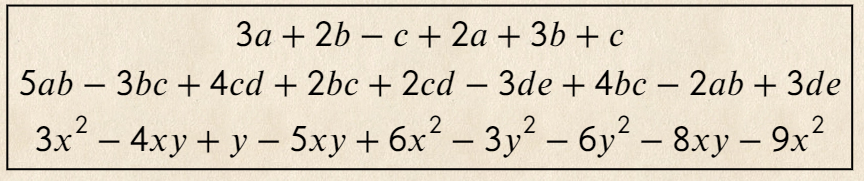 3a + 2b − c + 2a + 3b + c
5ab − 3bc + 4cd + 2bc + 2cd − 3de + 4bc − 2ab + 3de
3x² − 4xy + y − 5xy + 6x² − 3y² − 6y² − 8xy − 9x²